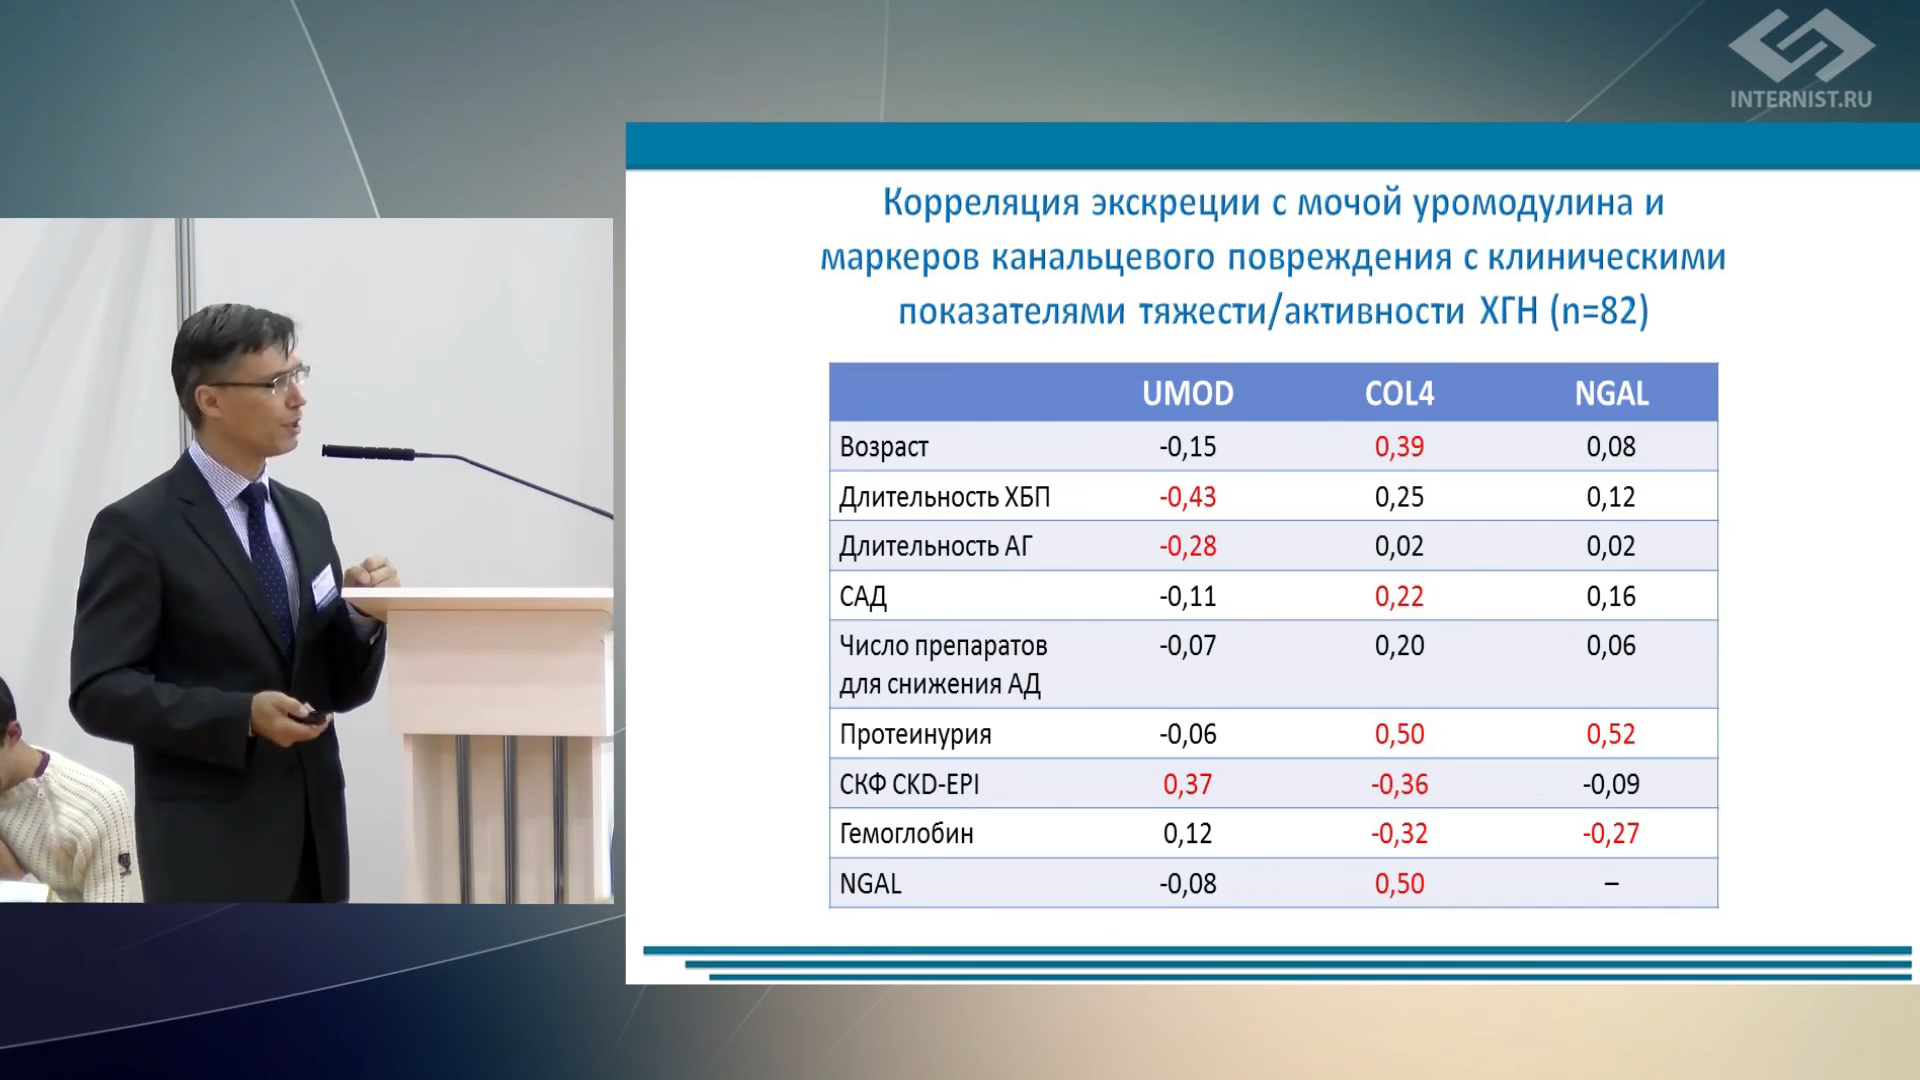 INTERNIST.RU
Корреляция экскреции с мочой уромодулина и
маркеров канальцевого повреждения с клиническими
показателями тяжести/активности ХГН (n=82)
UMOD COL4 NGAL
Возраст -0,15 0,39 0,08
Длительность ХБП -0,43 0,25 0,12
Длительность АГ -0,28 0,02 0,02
САД -0,11 0,22 0,16
Число препаратов -0,07 0,20 0,06
для снижения АД
Протеинурия -0,06 0,50 0,52
СКФ CKD-EPI 0,37 -0,36 -0,09
Гемоглобин 0,12 -0,32 -0,27
NGAL -0,08 0,50 –